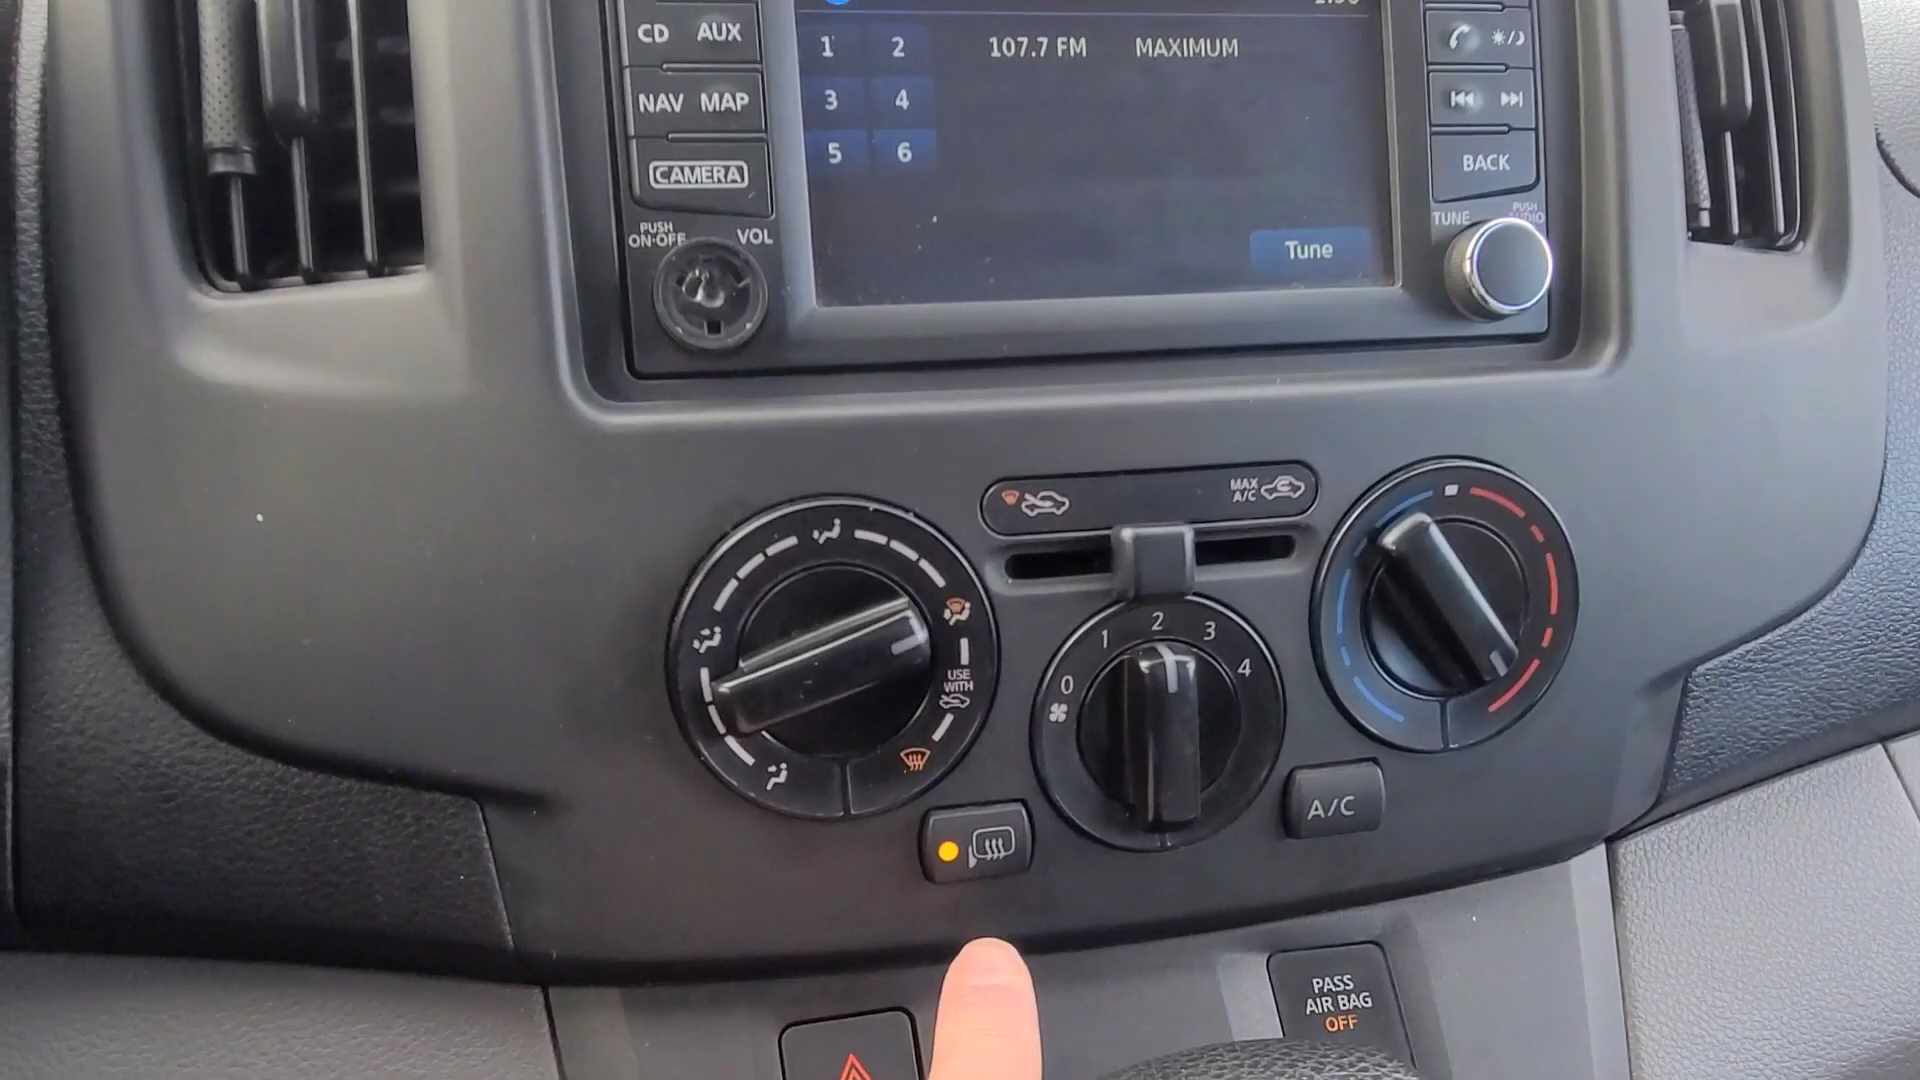 CD AUX
NAV MAP
CAMERA
PUSH
ON·OFF
VOL
1 2
3 4
5 6
107.7 FM MAXIMUM
Tune
BACK
TUNE
PUSH
AUDIO
MAX
A/C
USE
WITH
0 1 2 3 4
A/C
PASS
AIR BAG
OFF